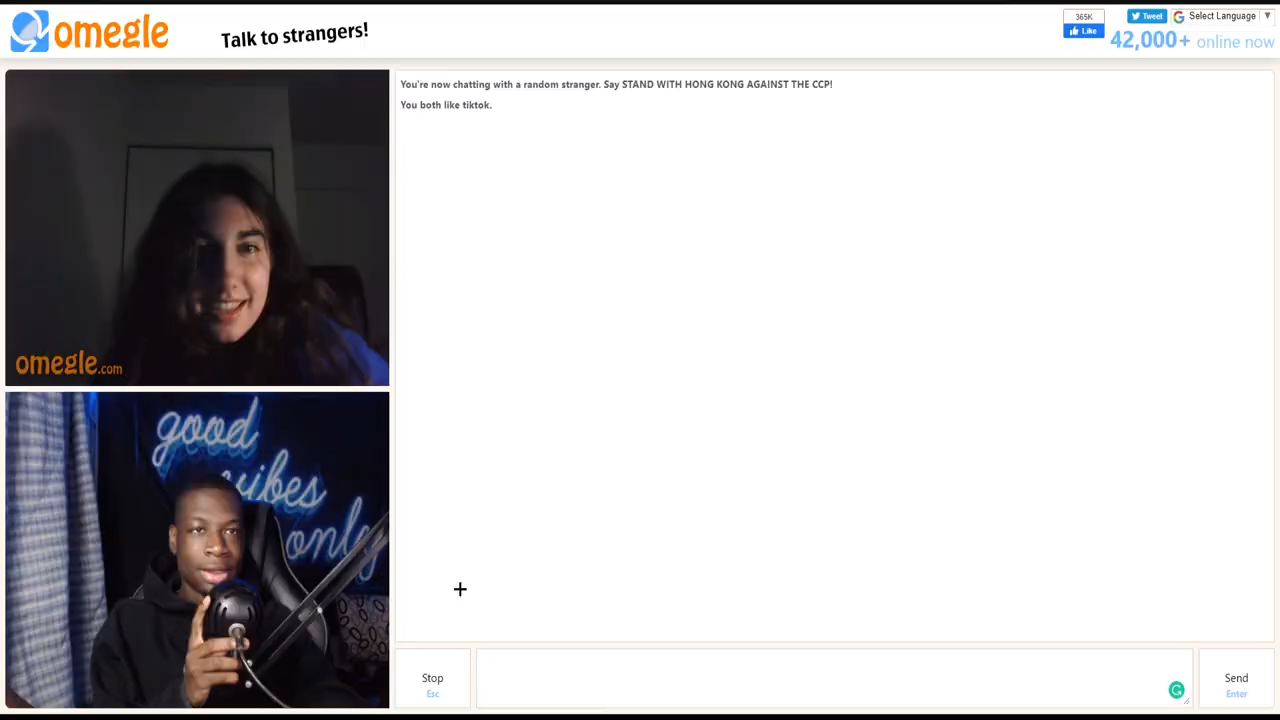 omegle
Talk to strangers!
365K
Like
Tweet
Select Language
42,000+ online now
You're now chatting with a random stranger. Say STAND WITH HONG KONG AGAINST THE CCP!
You both like tiktok.
omegle.com
good
vibes
only
Stop
Esc
Send
Enter